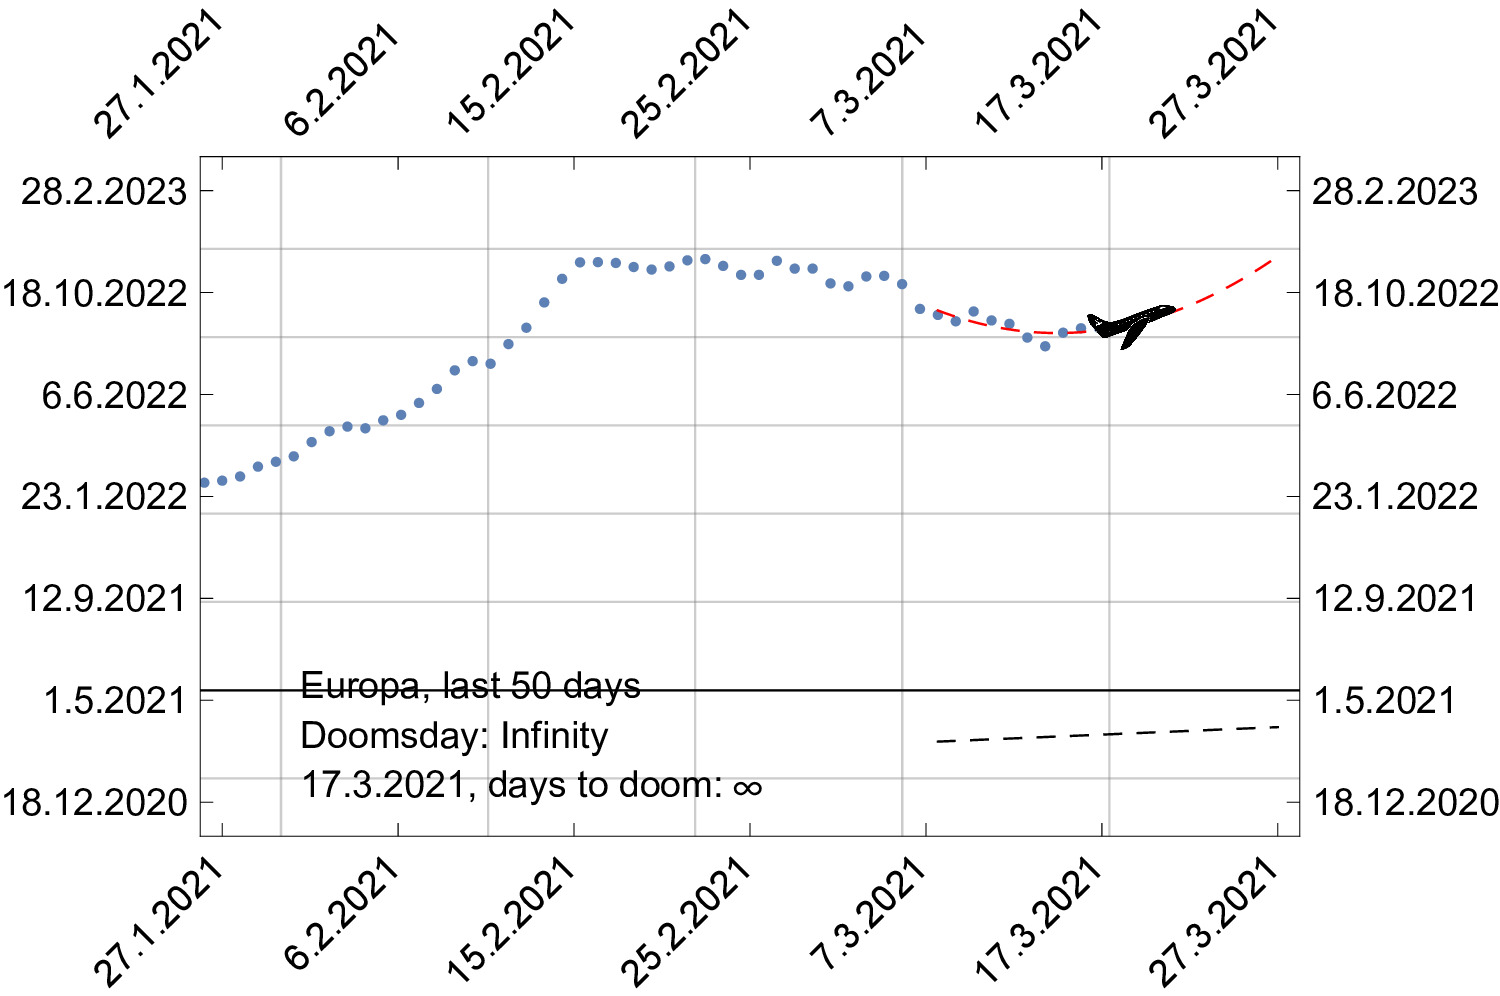 27.1.2021 6.2.2021 15.2.2021 25.2.2021 7.3.2021 17.3.2021 27.3.2021
28.2.2023 28.2.2023
18.10.2022 18.10.2022
6.6.2022 6.6.2022
23.1.2022 23.1.2022
12.9.2021 12.9.2021
Europa, last 50 days
1.5.2021 1.5.2021
Doomsday: Infinity
17.3.2021, days to doom: ∞
18.12.2020 18.12.2020
27.1.2021 6.2.2021 15.2.2021 25.2.2021 7.3.2021 17.3.2021 27.3.2021